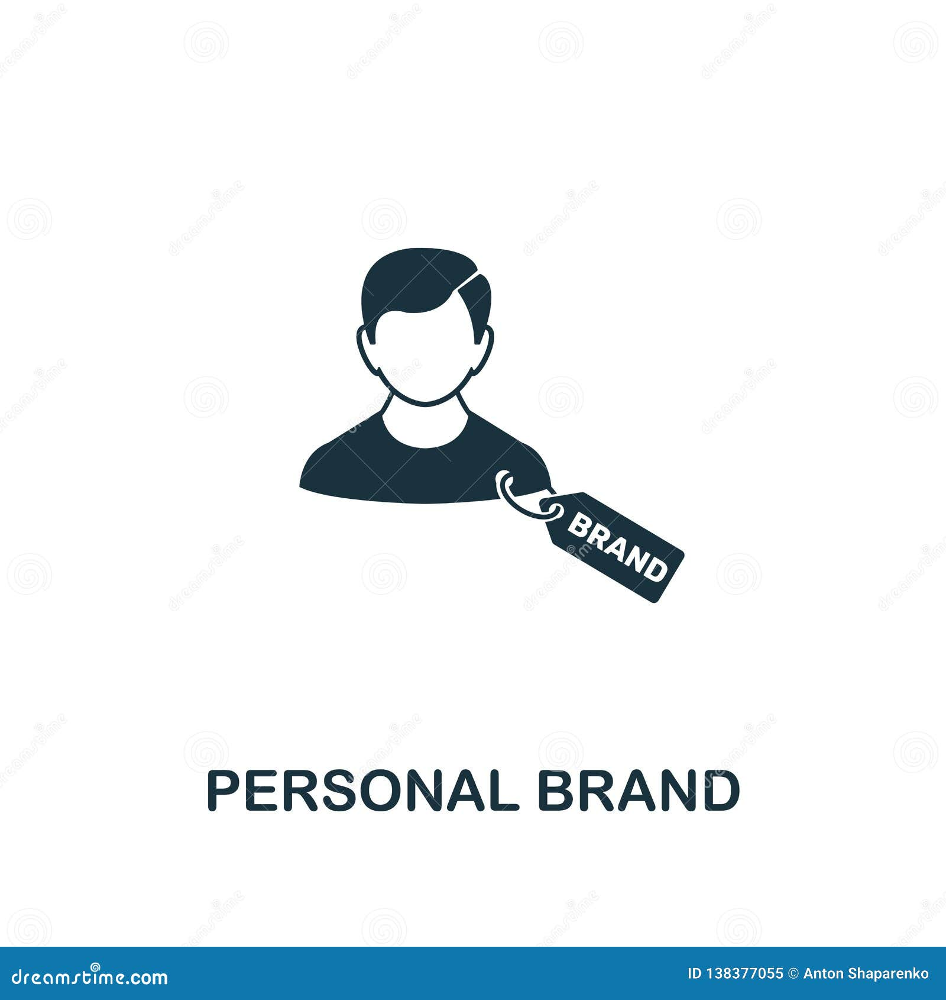 BRAND
PERSONAL BRAND
dreamstime.com
ID 138377055 © Anton Shaparenko